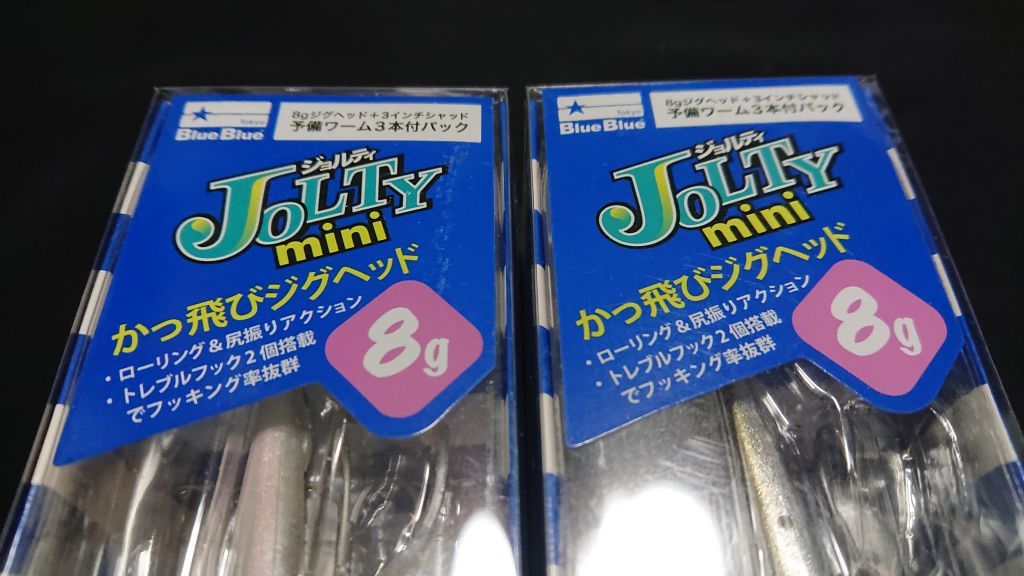 Tokyo
BlueBlue
8gジグヘッド+3インチシャッド
予備ワーム3本付パック
ジョルティ
JOLTY
mini
かっ飛びジグヘッド
・ローリング&尻振りアクション
・トレブルフック2個搭載
でフッキング率抜群
8g
Tokyo
BlueBlue
8gジグヘッド+3インチシャッド
予備ワーム3本付パック
ジョルティ
JOLTY
mini
かっ飛びジグヘッド
・ローリング&尻振りアクション
・トレブルフック2個搭載
でフッキング率抜群
8g